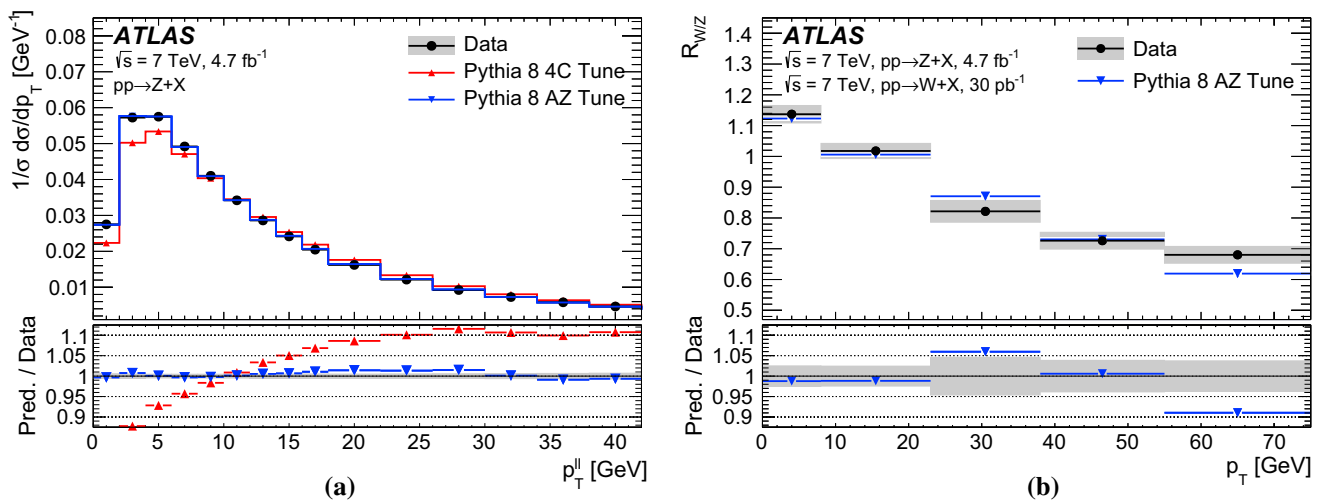 1/σ dσ/dp_T [GeV⁻¹]
0.08
0.07
0.06
0.05
0.04
0.03
0.02
0.01
ATLAS
√s = 7 TeV, 4.7 fb⁻¹
pp→Z+X
Data
Pythia 8 4C Tune
Pythia 8 AZ Tune
Pred. / Data
1.1
1.05
1
0.95
0.9
0 5 10 15 20 25 30 35 40
p_T^ll [GeV]
(a)
R_W/Z
1.4
1.3
1.2
1.1
1
0.9
0.8
0.7
0.6
0.5
ATLAS
√s = 7 TeV, pp→Z+X, 4.7 fb⁻¹
√s = 7 TeV, pp→W+X, 30 pb⁻¹
Data
Pythia 8 AZ Tune
Pred. / Data
1.1
1.05
1
0.95
0.9
0 10 20 30 40 50 60 70
p_T [GeV]
(b)